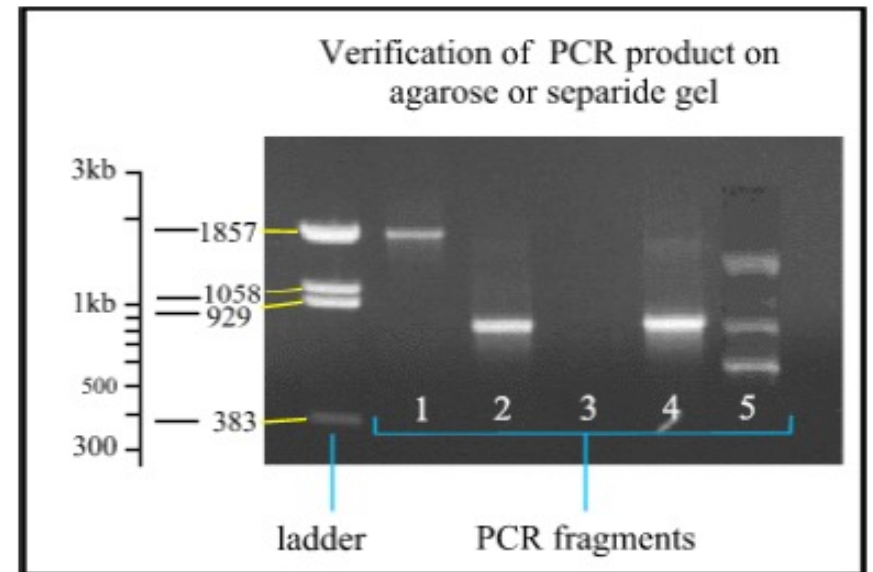 Verification of PCR product on
agarose or separide gel
3kb
1857
1058
1kb
929
500
383
300
1 2 3 4 5
ladder
PCR fragments